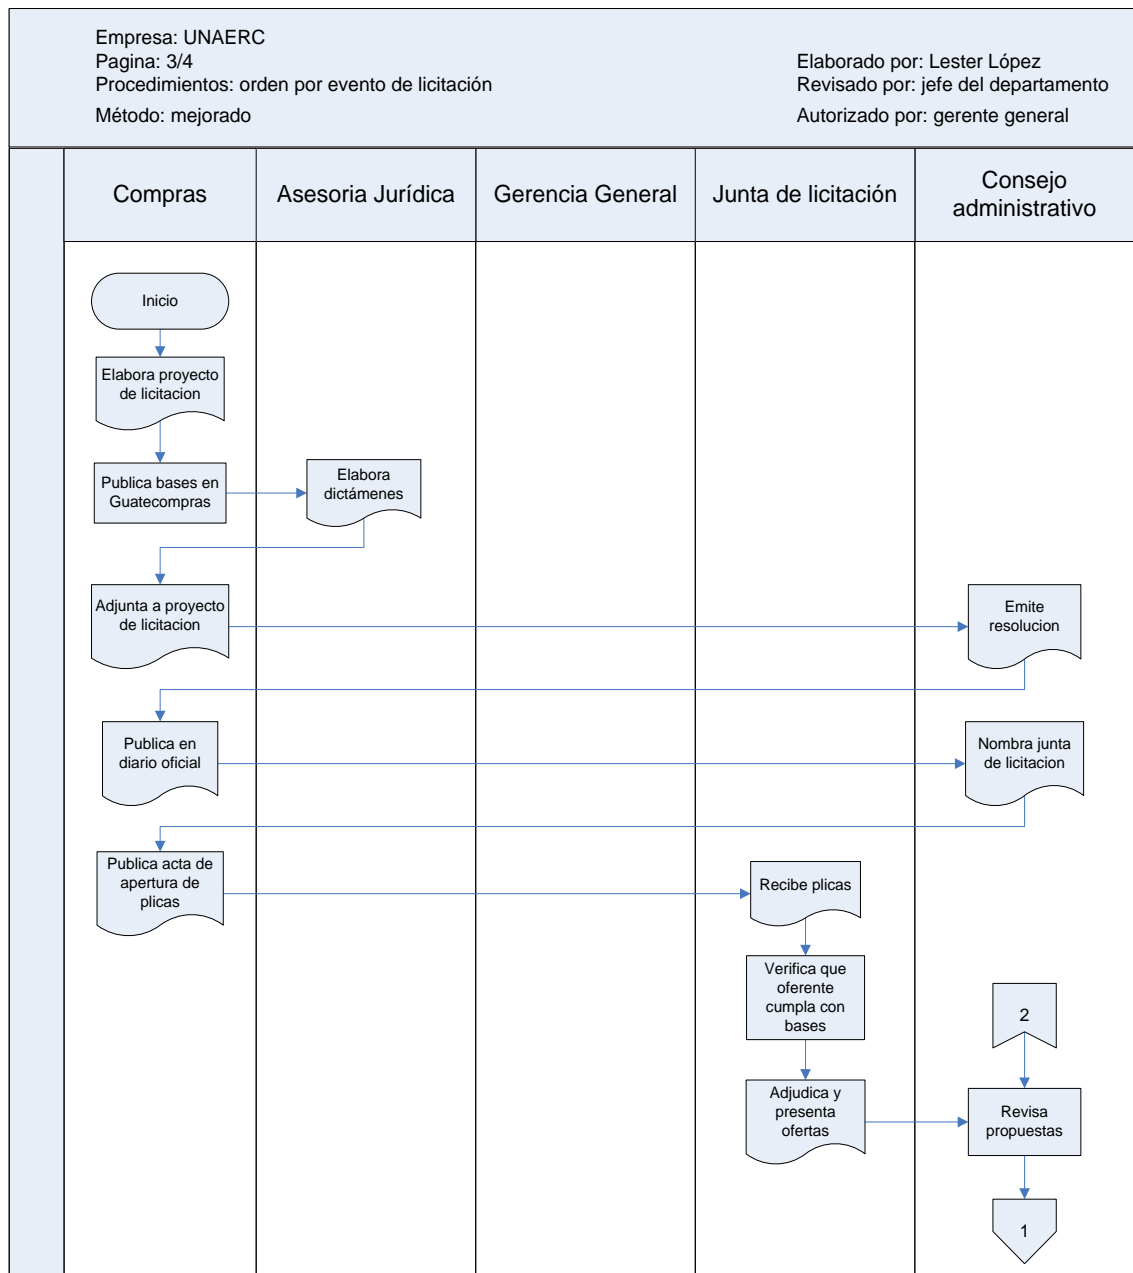 Empresa: UNAERC
Pagina: 3/4
Procedimientos: orden por evento de licitación
Método: mejorado
Elaborado por: Lester López
Revisado por: jefe del departamento
Autorizado por: gerente general
Compras
Asesoria Jurídica
Gerencia General
Junta de licitación
Consejo
administrativo
Inicio
Elabora proyecto
de licitacion
Publica bases en
Guatecompras
Elabora
dictámenes
Adjunta a proyecto
de licitacion
Emite
resolucion
Publica en
diario oficial
Nombra junta
de licitacion
Publica acta de
apertura de
plicas
Recibe plicas
Verifica que
oferente
cumpla con
bases
2
Adjudica y
presenta
ofertas
Revisa
propuestas
1